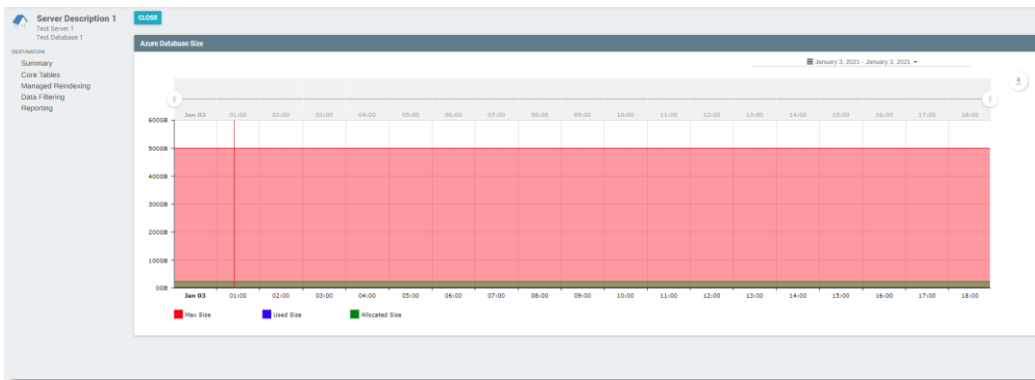 Server Description 1
Test Server 1
Test Database 1
DESTINATION
Summary
Core Tables
Managed Reindexing
Data Filtering
Reporting
CLOSE
Azure Database Size
January 3, 2021 - January 3, 2021
Jan 03 01:00 02:00 03:00 04:00 05:00 06:00 07:00 08:00 09:00 10:00 11:00 12:00 13:00 14:00 15:00 16:00 17:00 18:00
600GB
500GB
400GB
300GB
200GB
100GB
0GB
Jan 03 01:00 02:00 03:00 04:00 05:00 06:00 07:00 08:00 09:00 10:00 11:00 12:00 13:00 14:00 15:00 16:00 17:00 18:00
Max Size Used Size Allocated Size